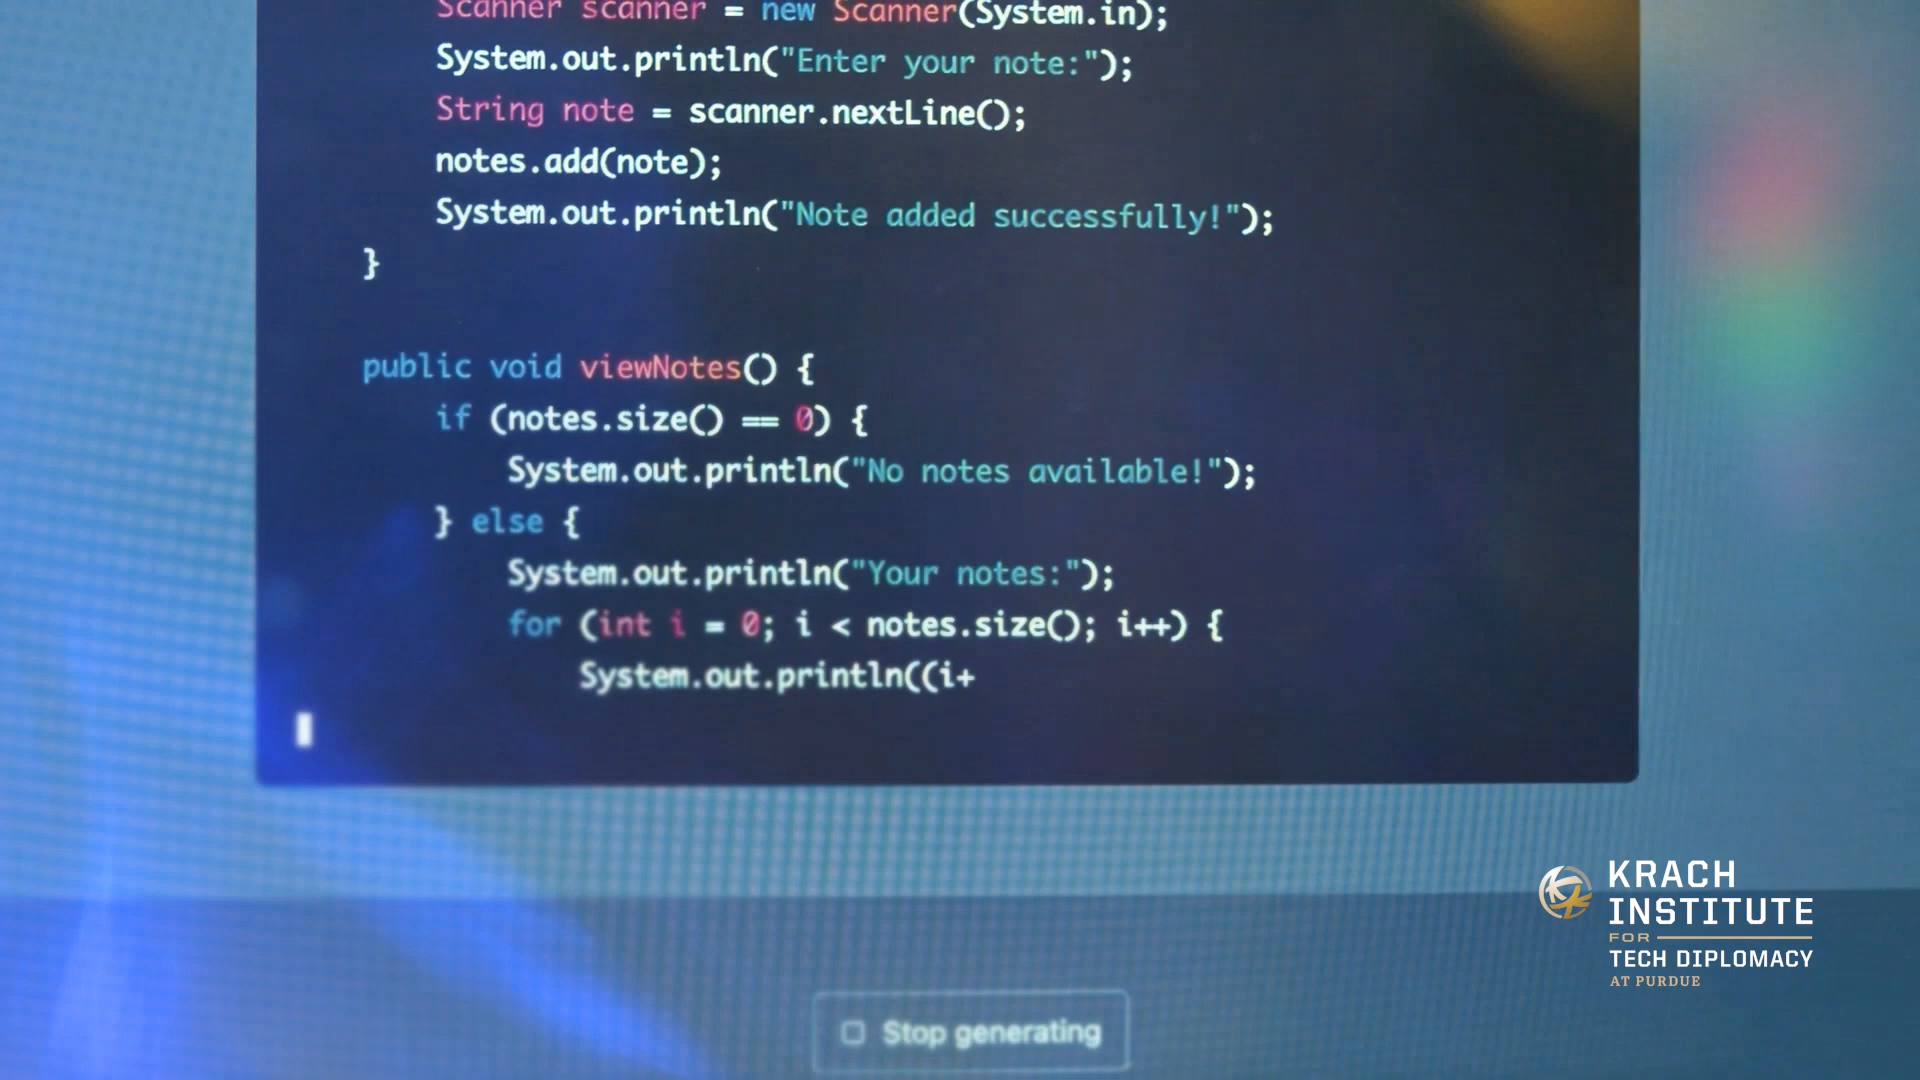 Scanner scanner = new Scanner(System.in);
System.out.println("Enter your note:");
String note = scanner.nextLine();
notes.add(note);
System.out.println("Note added successfully!");
}
public void viewNotes() {
if (notes.size() == 0) {
System.out.println("No notes available!");
} else {
System.out.println("Your notes:");
for (int i = 0; i < notes.size(); i++) {
System.out.println((i+
KRACH
INSTITUTE
FOR
TECH DIPLOMACY
AT PURDUE
Stop generating